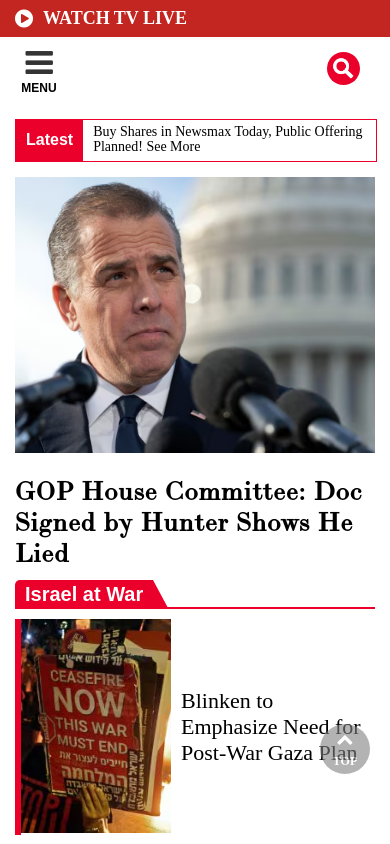 WATCH TV LIVE
MENU
Latest
Buy Shares in Newsmax Today, Public Offering
Planned! See More
GOP House Committee: Doc
Signed by Hunter Shows He
Lied
Israel at War
CEASEFIRE
NOW
THIS WAR
MUST END
המלחמה
Blinken to
Emphasize Need for
Post-War Gaza Plan
TOP